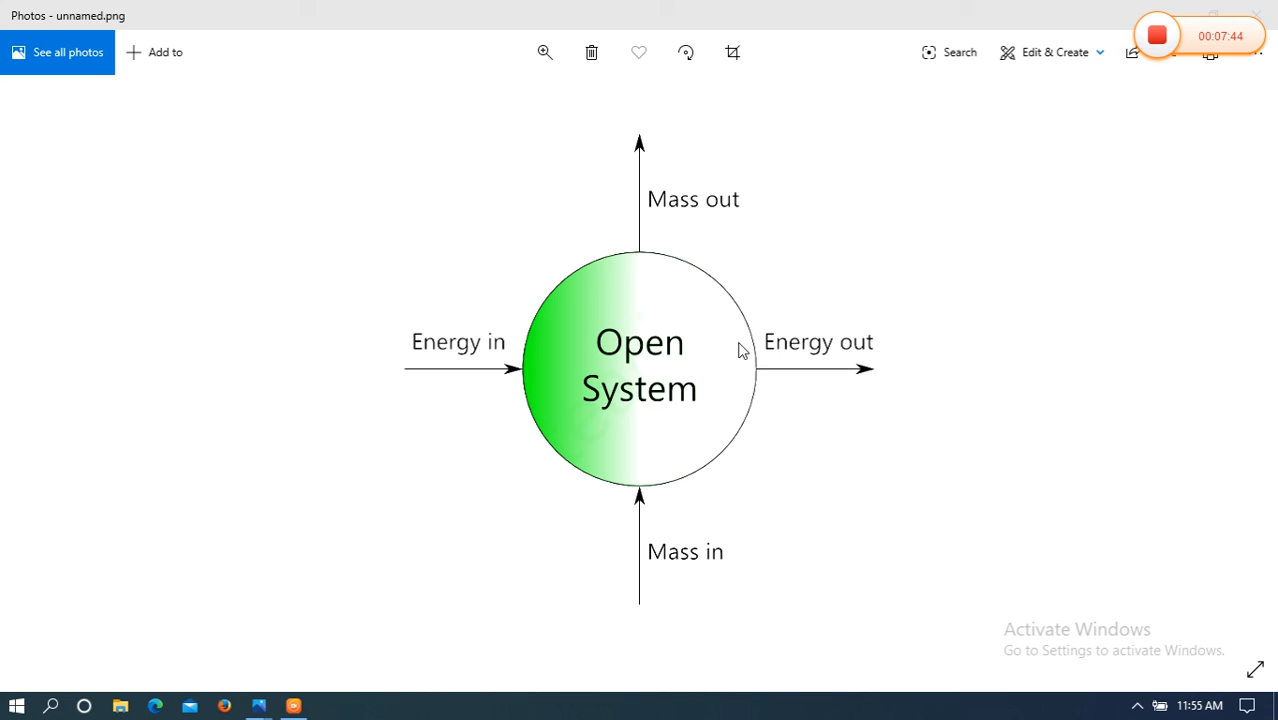 Photos - unnamed.png
See all photos
Add to
Search
Edit & Create
00:07:44
Mass out
Energy in
Open
System
Energy out
Mass in
Activate Windows
Go to Settings to activate Windows.
11:55 AM